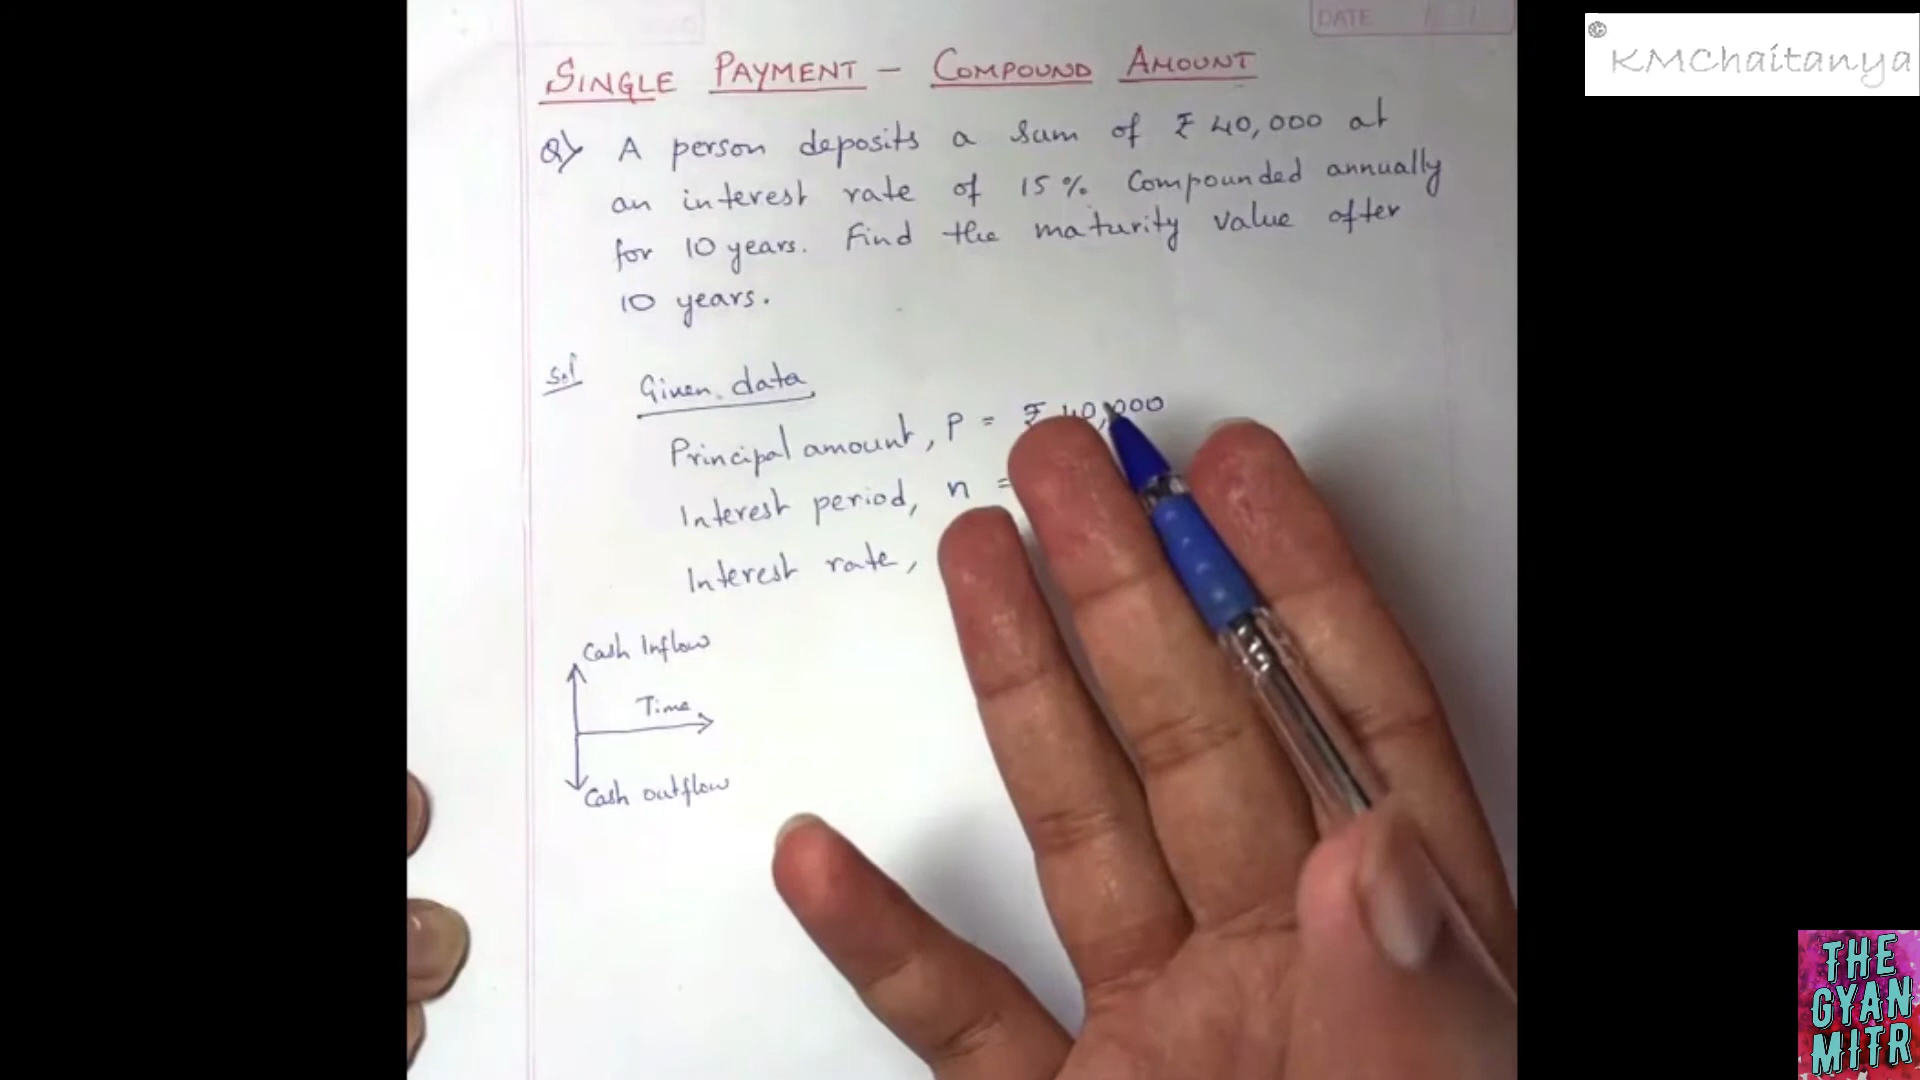 DATE
© KMChaitanya
SINGLE PAYMENT - COMPOUND AMOUNT
Q) A person deposits a sum of ₹ 40,000 at
an interest rate of 15% Compounded annually
for 10 years. Find the maturity value after
10 years.
Sol
Given data
Principal amount, P = ₹ 40,000
Interest period, n =
Interest rate,
Cash Inflow
Time
Cash outflow
THE
GYAN
MITR